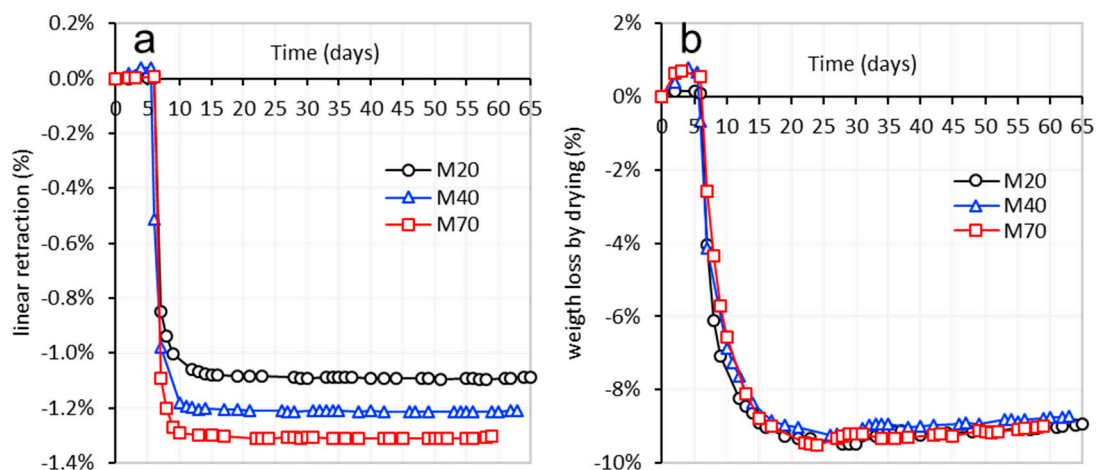 a
Time (days)
linear retraction (%)
0.2%
0.0%
-0.2%
-0.4%
-0.6%
-0.8%
-1.0%
-1.2%
-1.4%
0 5 10 15 20 25 30 35 40 45 50 55 60 65
M20
M40
M70
b
Time (days)
weigth loss by drying (%)
2%
0%
-2%
-4%
-6%
-8%
-10%
0 5 10 15 20 25 30 35 40 45 50 55 60 65
M20
M40
M70